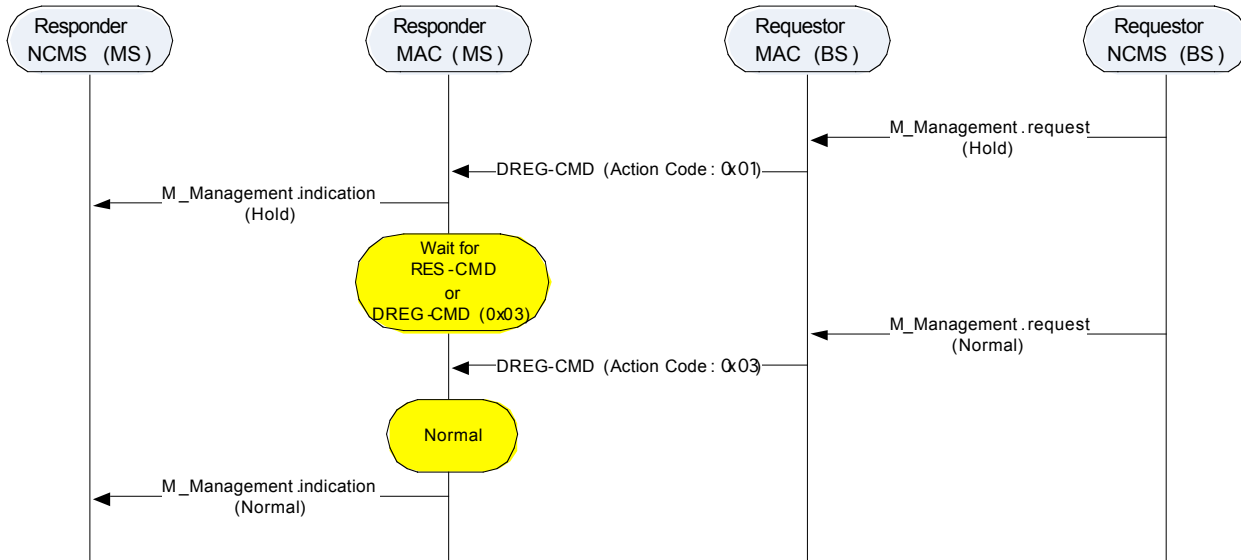 Responder
NCMS (MS)
Responder
MAC (MS)
Requestor
MAC (BS)
Requestor
NCMS (BS)
M_Management.request
(Hold)
DREG-CMD (Action Code: 0x01)
M_Management.indication
(Hold)
Wait for
RES-CMD
or
DREG-CMD (0x03)
M_Management.request
(Normal)
DREG-CMD (Action Code: 0x03)
Normal
M_Management.indication
(Normal)